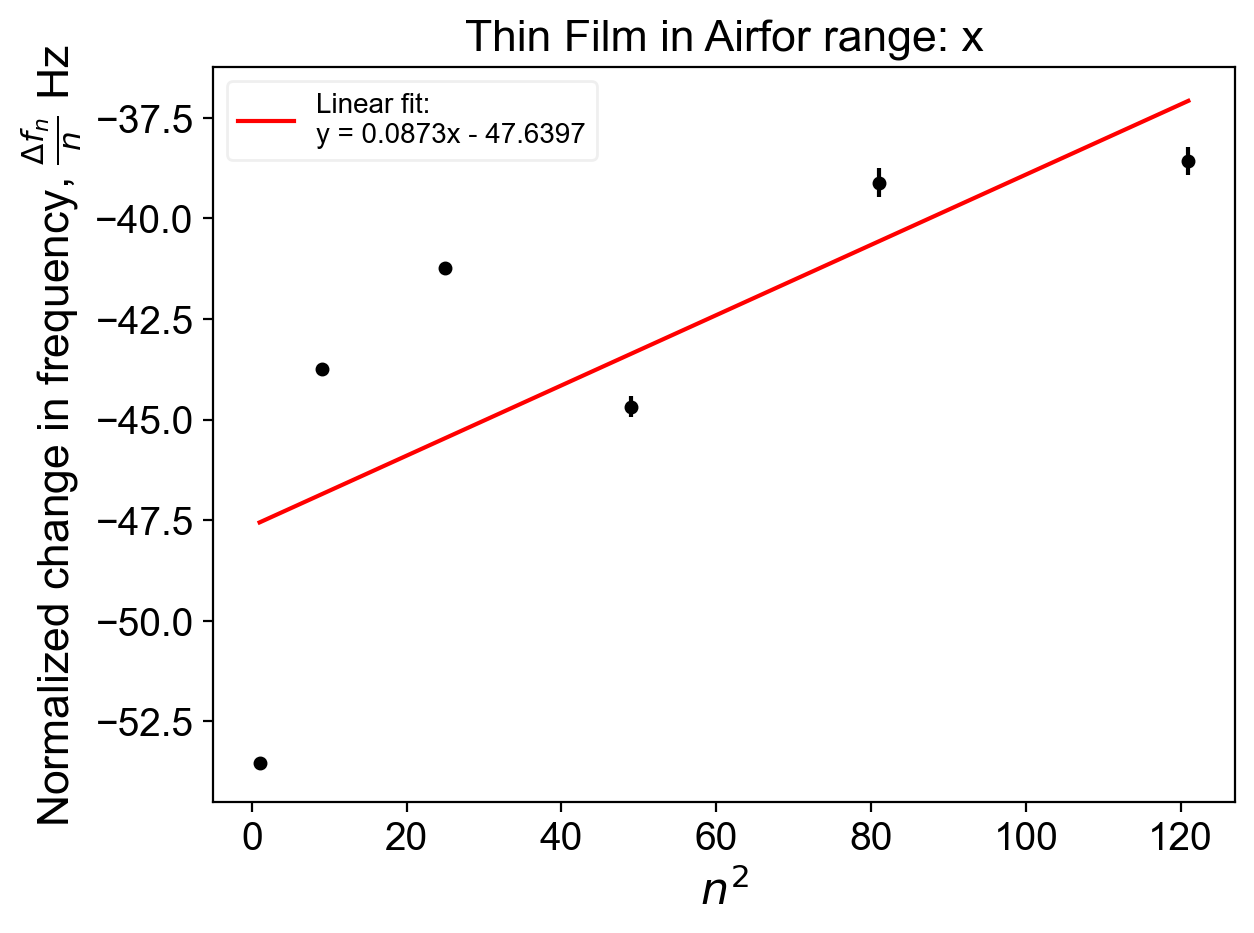 Thin Film in Airfor range: x
Normalized change in frequency, Δfn/n Hz
Linear fit:
y = 0.0873x - 47.6397
−37.5
−40.0
−42.5
−45.0
−47.5
−50.0
−52.5
0 20 40 60 80 100 120
n²